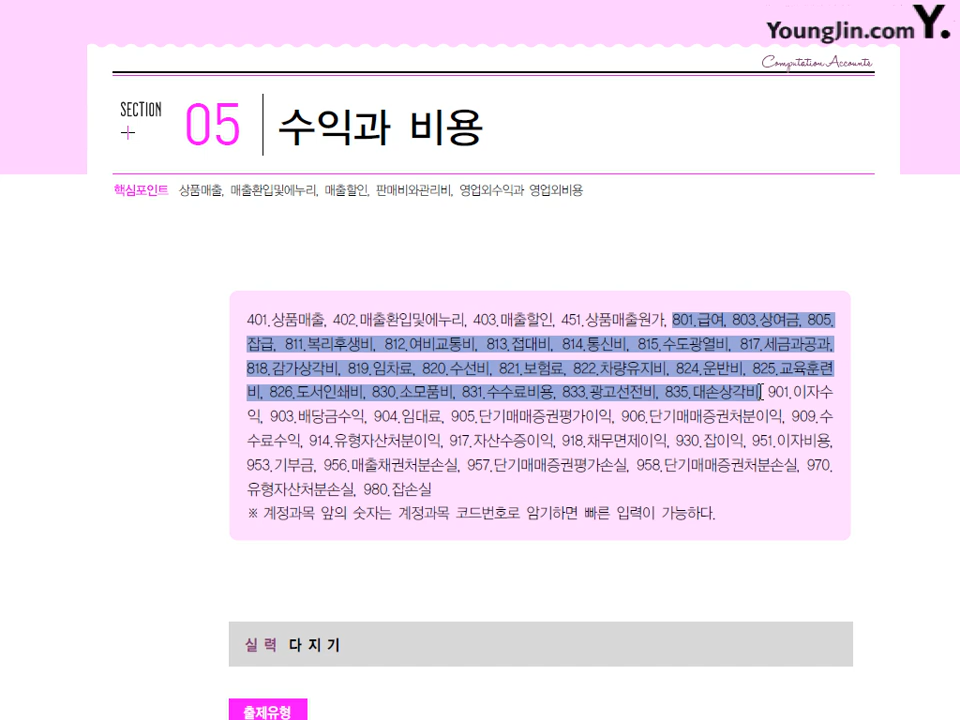 YoungJin.com Y.
Computation Accounts
SECTION
+
05
수익과 비용
핵심포인트 상품매출, 매출환입및에누리, 매출할인, 판매비와관리비, 영업외수익과 영업외비용
401.상품매출, 402.매출환입및에누리, 403.매출할인, 451.상품매출원가, 801.급여, 803.상여금, 805.
잡급, 811.복리후생비, 812.여비교통비, 813.접대비, 814.통신비, 815.수도광열비, 817.세금과공과,
818.감가상각비, 819.임차료, 820.수선비, 821.보험료, 822.차량유지비, 824.운반비, 825.교육훈련
비, 826.도서인쇄비, 830.소모품비, 831.수수료비용, 833.광고선전비, 835.대손상각비, 901.이자수
익, 903.배당금수익, 904.임대료, 905.단기매매증권평가이익, 906.단기매매증권처분이익, 909.수
수료수익, 914.유형자산처분이익, 917.자산수증이익, 918.채무면제이익, 930.잡이익, 951.이자비용,
953.기부금, 956.매출채권처분손실, 957.단기매매증권평가손실, 958.단기매매증권처분손실, 970.
유형자산처분손실, 980.잡손실
※ 계정과목 앞의 숫자는 계정과목 코드번호로 암기하면 빠른 입력이 가능하다.
실력 다지기
출제유형